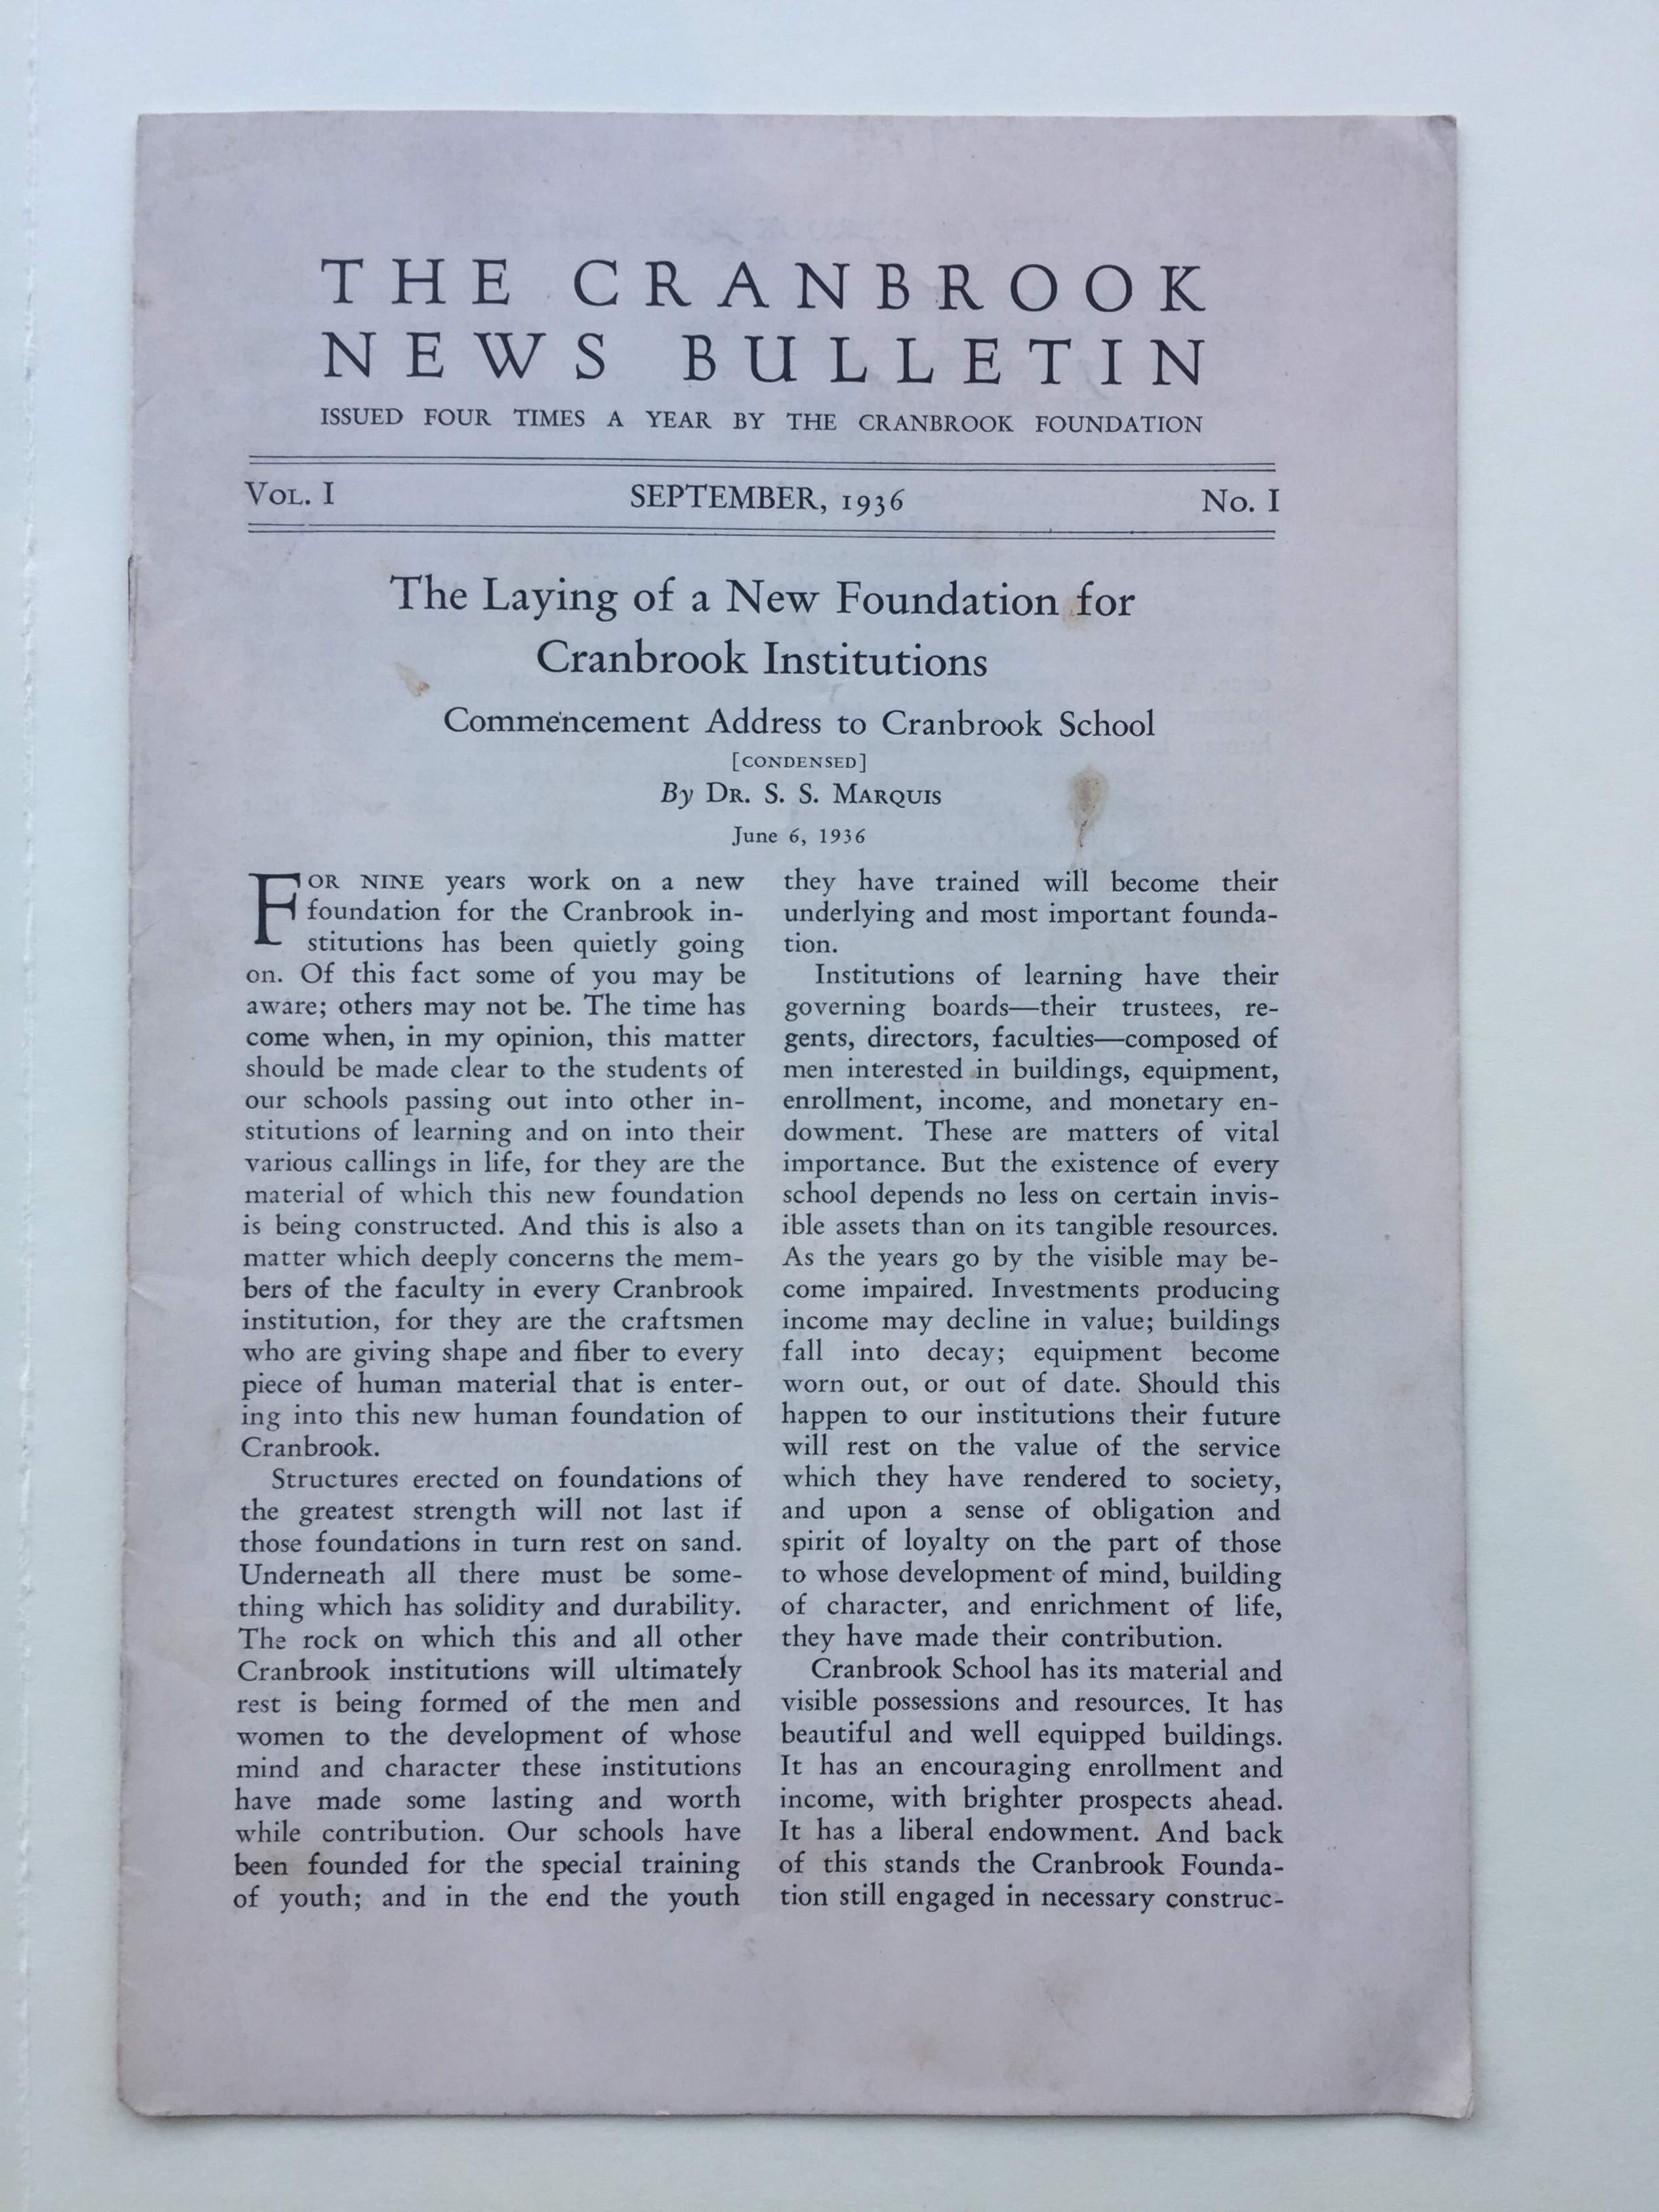 THE CRANBROOK
NEWS BULLETIN
ISSUED FOUR TIMES A YEAR BY THE CRANBROOK FOUNDATION
VOL. I SEPTEMBER, 1936 No. I
The Laying of a New Foundation for
Cranbrook Institutions
Commencement Address to Cranbrook School
[CONDENSED]
By DR. S. S. MARQUIS
June 6, 1936
FOR NINE years work on a new
foundation for the Cranbrook in-
stitutions has been quietly going
on. Of this fact some of you may be
aware; others may not be. The time has
come when, in my opinion, this matter
should be made clear to the students of
our schools passing out into other in-
stitutions of learning and on into their
various callings in life, for they are the
material of which this new foundation
is being constructed. And this is also a
matter which deeply concerns the mem-
bers of the faculty in every Cranbrook
institution, for they are the craftsmen
who are giving shape and fiber to every
piece of human material that is enter-
ing into this new human foundation of
Cranbrook.
Structures erected on foundations of
the greatest strength will not last if
those foundations in turn rest on sand.
Underneath all there must be some-
thing which has solidity and durability.
The rock on which this and all other
Cranbrook institutions will ultimately
rest is being formed of the men and
women to the development of whose
mind and character these institutions
have made some lasting and worth
while contribution. Our schools have
been founded for the special training
of youth; and in the end the youth
they have trained will become their
underlying and most important founda-
tion.
Institutions of learning have their
governing boards—their trustees, re-
gents, directors, faculties—composed of
men interested in buildings, equipment,
enrollment, income, and monetary en-
dowment. These are matters of vital
importance. But the existence of every
school depends no less on certain invis-
ible assets than on its tangible resources.
As the years go by the visible may be-
come impaired. Investments producing
income may decline in value; buildings
fall into decay; equipment become
worn out, or out of date. Should this
happen to our institutions their future
will rest on the value of the service
which they have rendered to society,
and upon a sense of obligation and
spirit of loyalty on the part of those
to whose development of mind, building
of character, and enrichment of life,
they have made their contribution.
Cranbrook School has its material and
visible possessions and resources. It has
beautiful and well equipped buildings.
It has an encouraging enrollment and
income, with brighter prospects ahead.
It has a liberal endowment. And back
of this stands the Cranbrook Founda-
tion still engaged in necessary construc-